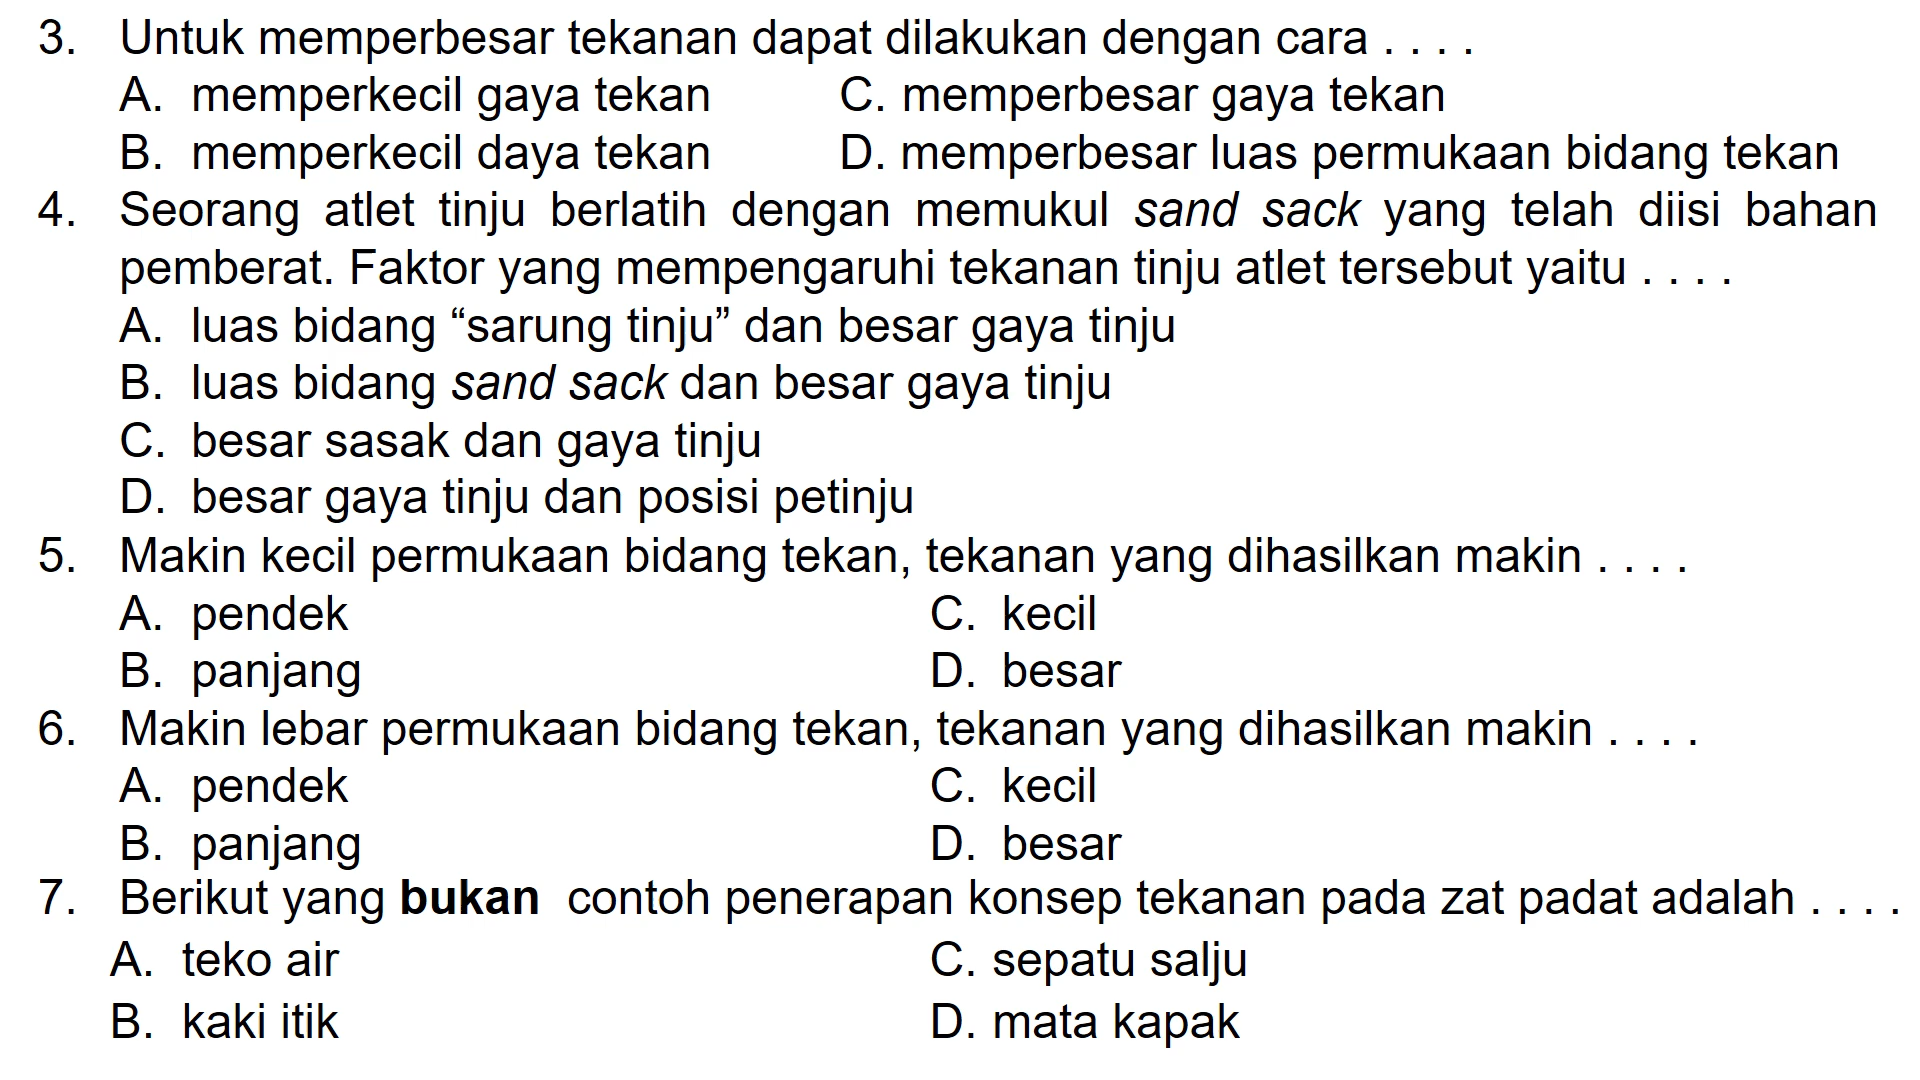 3. Untuk memperbesar tekanan dapat dilakukan dengan cara . . . .
A. memperkecil gaya tekan C. memperbesar gaya tekan
B. memperkecil daya tekan D. memperbesar luas permukaan bidang tekan
4. Seorang atlet tinju berlatih dengan memukul sand sack yang telah diisi bahan
pemberat. Faktor yang mempengaruhi tekanan tinju atlet tersebut yaitu . . . .
A. luas bidang “sarung tinju” dan besar gaya tinju
B. luas bidang sand sack dan besar gaya tinju
C. besar sasak dan gaya tinju
D. besar gaya tinju dan posisi petinju
5. Makin kecil permukaan bidang tekan, tekanan yang dihasilkan makin . . . .
A. pendek C. kecil
B. panjang D. besar
6. Makin lebar permukaan bidang tekan, tekanan yang dihasilkan makin . . . .
A. pendek C. kecil
B. panjang D. besar
7. Berikut yang bukan contoh penerapan konsep tekanan pada zat padat adalah . . . .
A. teko air C. sepatu salju
B. kaki itik D. mata kapak